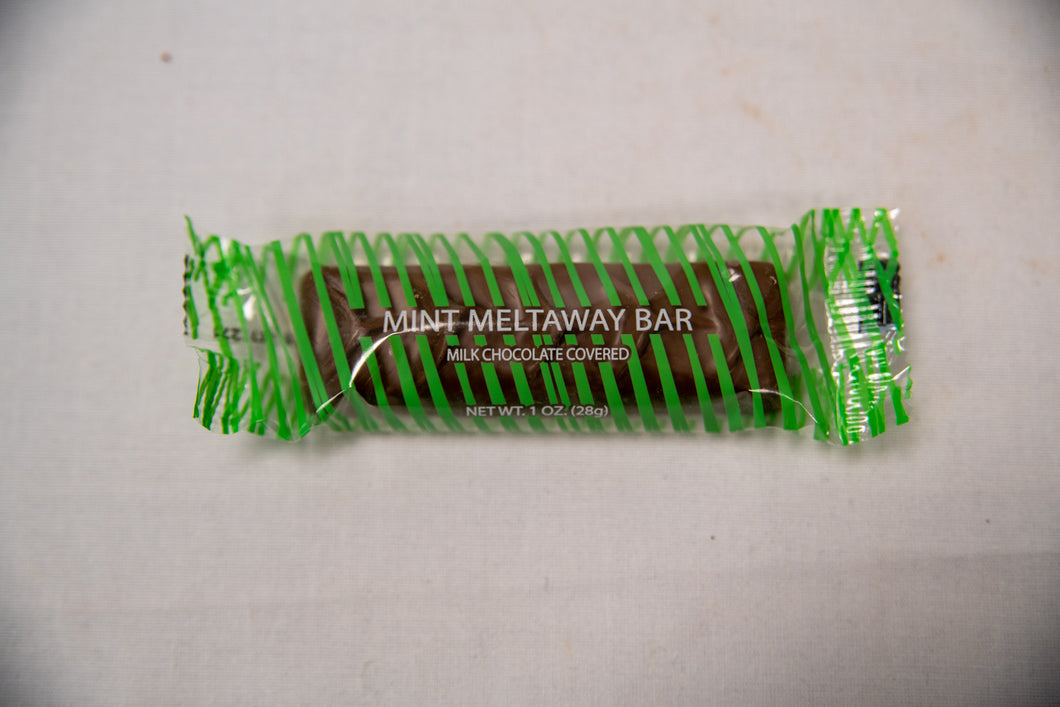 MINT MELTAWAY BAR
MILK CHOCOLATE COVERED
NET WT. 1 OZ. (28g)